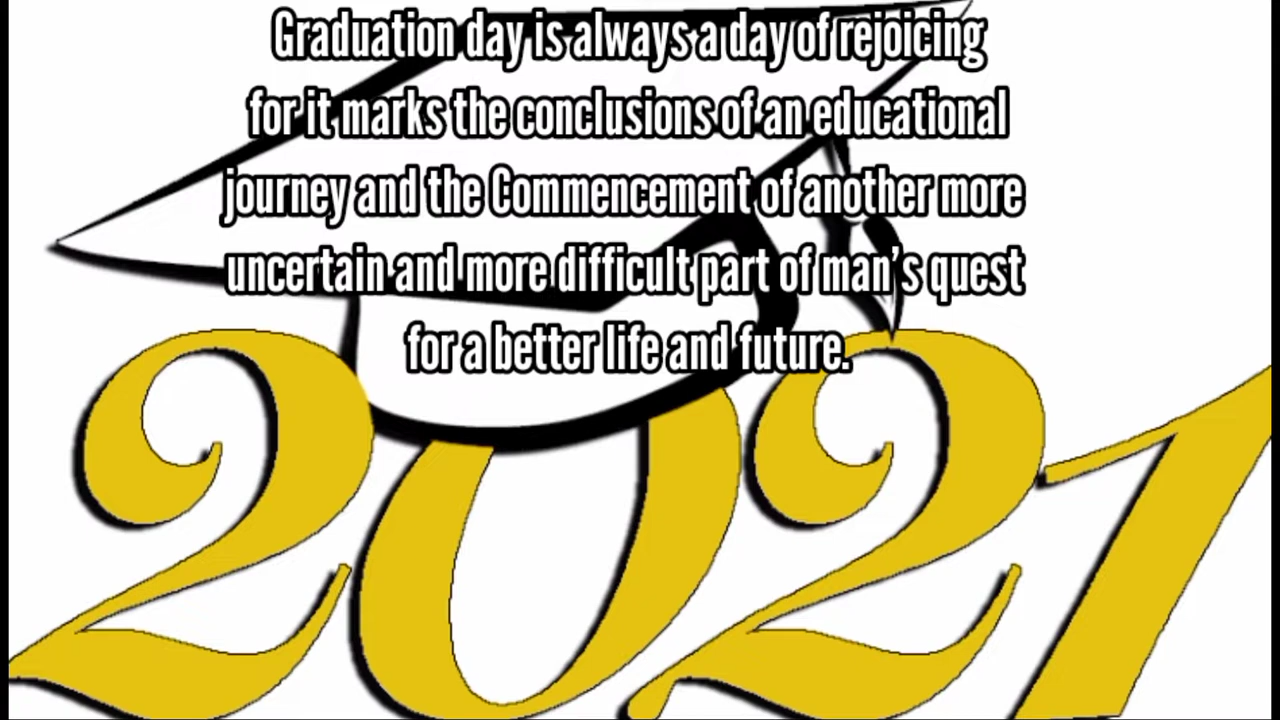 Graduation day is always a day of rejoicing
for it marks the conclusions of an educational
journey and the Commencement of another more
uncertain and more difficult part of man's quest
for a better life and future.
2021